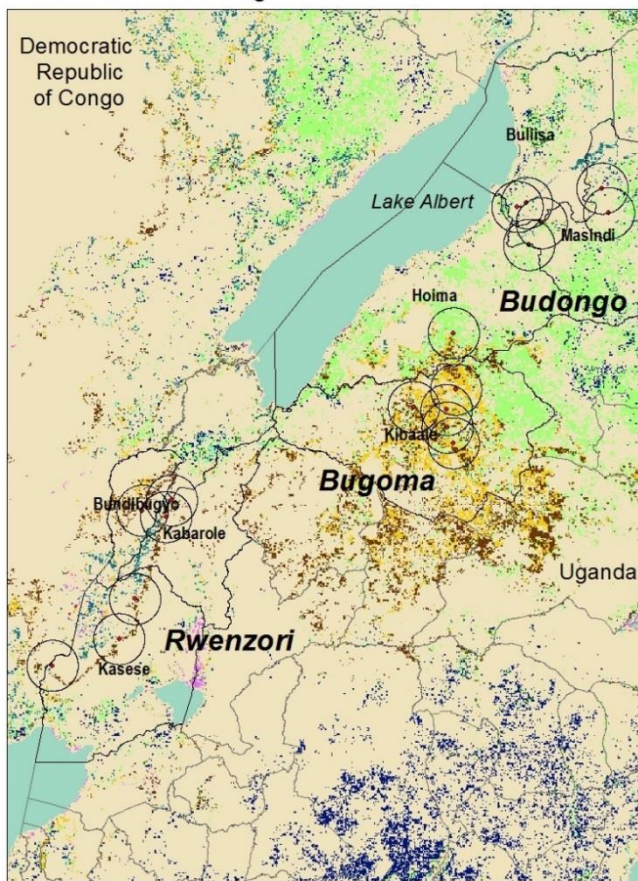 Democratic
Republic
of Congo
Bullisa
Lake Albert
Masindi
Hoima
Budongo
Kibaale
Bugoma
Bundibugyo
Kabarole
Uganda
Rwenzori
Kasese